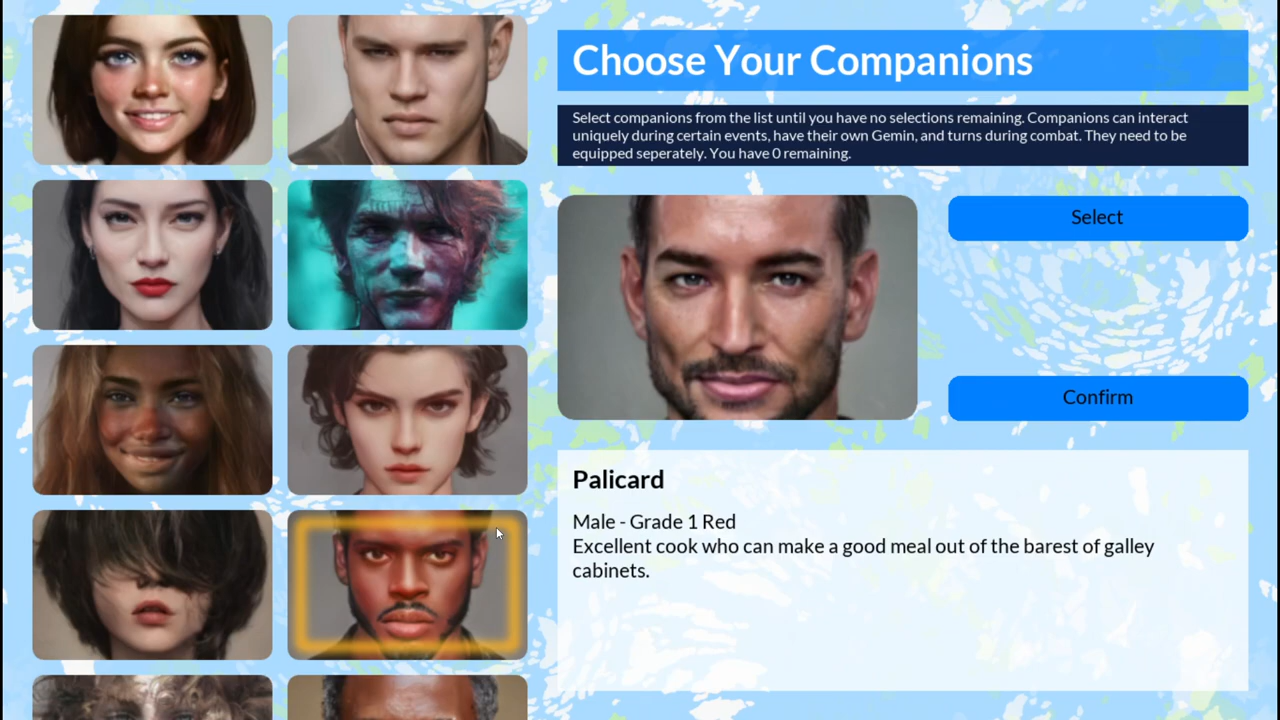 Choose Your Companions
Select companions from the list until you have no selections remaining. Companions can interact
uniquely during certain events, have their own Gemin, and turns during combat. They need to be
equipped seperately. You have 0 remaining.
Select
Confirm
Palicard
Male - Grade 1 Red
Excellent cook who can make a good meal out of the barest of galley
cabinets.